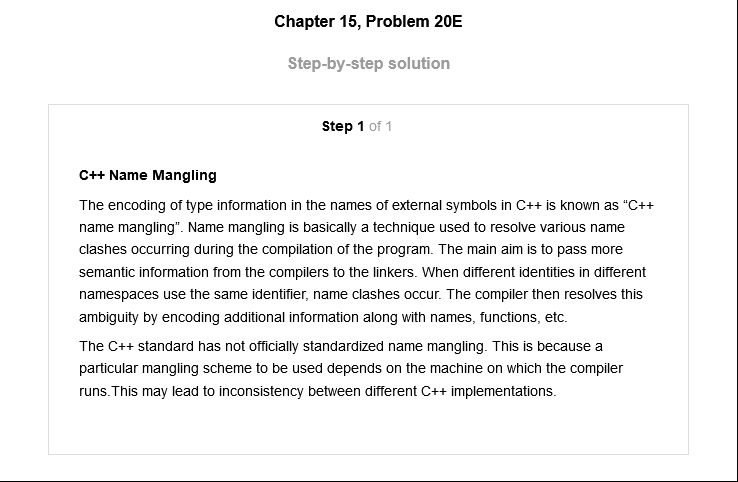 Chapter 15, Problem 20E
Step-by-step solution
Step 1 of 1
C++ Name Mangling
The encoding of type information in the names of external symbols in C++ is known as “C++
name mangling”. Name mangling is basically a technique used to resolve various name
clashes occurring during the compilation of the program. The main aim is to pass more
semantic information from the compilers to the linkers. When different identities in different
namespaces use the same identifier, name clashes occur. The compiler then resolves this
ambiguity by encoding additional information along with names, functions, etc.
The C++ standard has not officially standardized name mangling. This is because a
particular mangling scheme to be used depends on the machine on which the compiler
runs.This may lead to inconsistency between different C++ implementations.